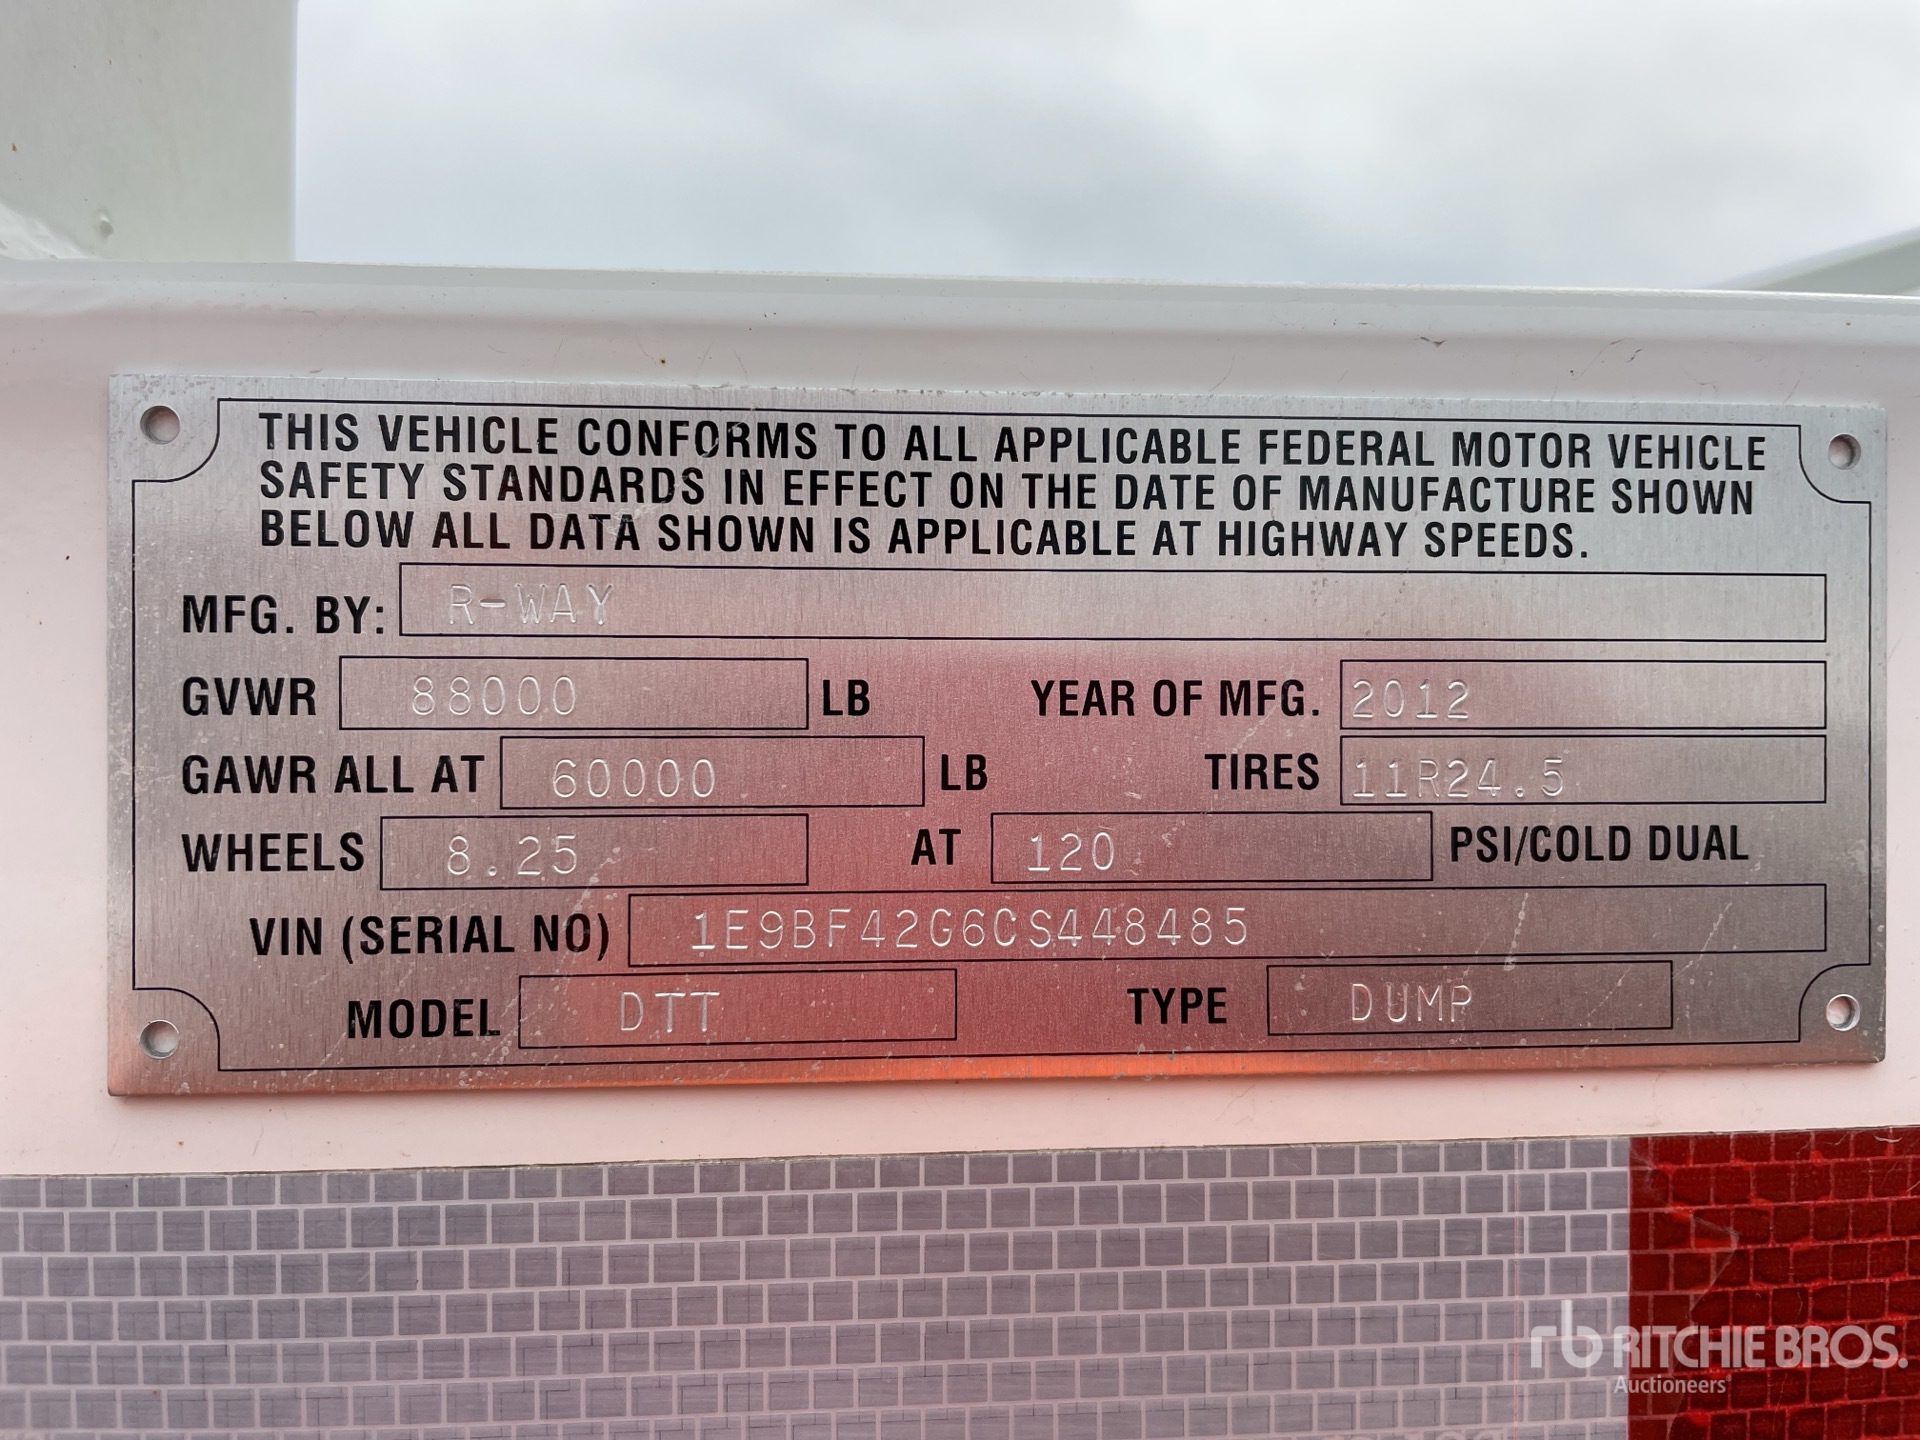 THIS VEHICLE CONFORMS TO ALL APPLICABLE FEDERAL MOTOR VEHICLE
SAFETY STANDARDS IN EFFECT ON THE DATE OF MANUFACTURE SHOWN
BELOW ALL DATA SHOWN IS APPLICABLE AT HIGHWAY SPEEDS.
MFG. BY: R-WAY
GVWR 88000 LB YEAR OF MFG. 2012
GAWR ALL AT 60000 LB TIRES 11R24.5
WHEELS 8.25 AT 120 PSI/COLD DUAL
VIN (SERIAL NO) 1E9BF42G6CS448485
MODEL DTT TYPE DUMP
rb RITCHIE BROS.
Auctioneers